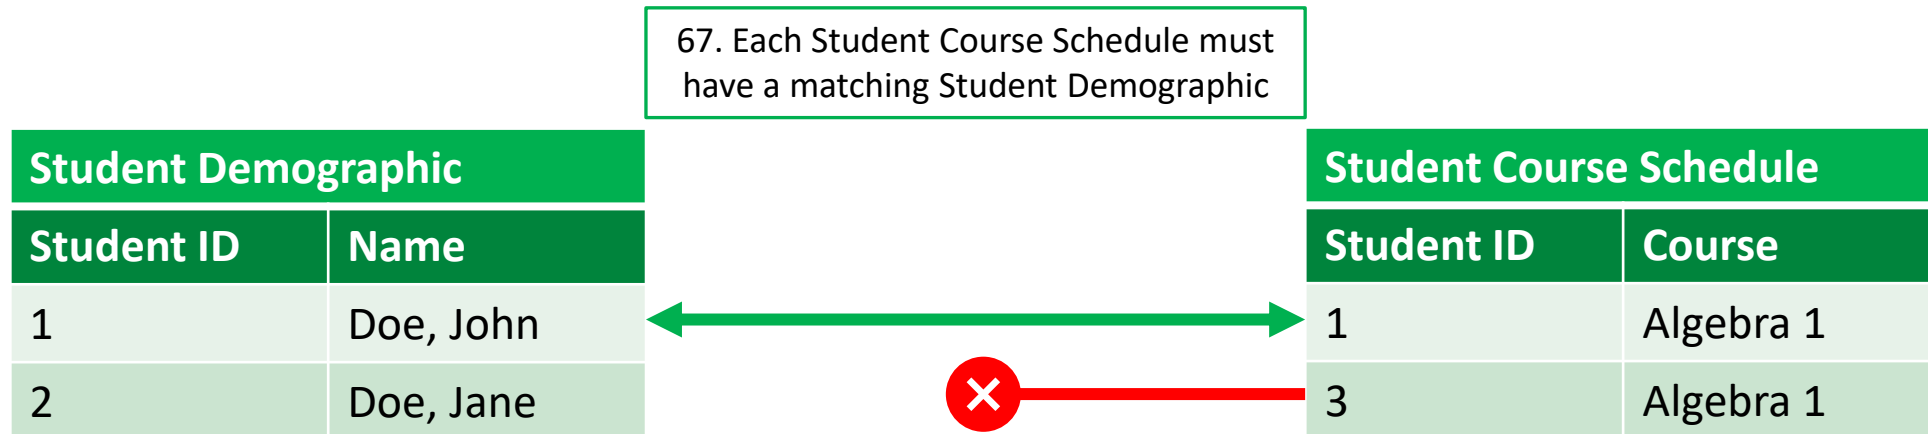 67. Each Student Course Schedule must
have a matching Student Demographic
Student Demographic
Student ID Name
1 Doe, John
2 Doe, Jane
Student Course Schedule
Student ID Course
1 Algebra 1
3 Algebra 1